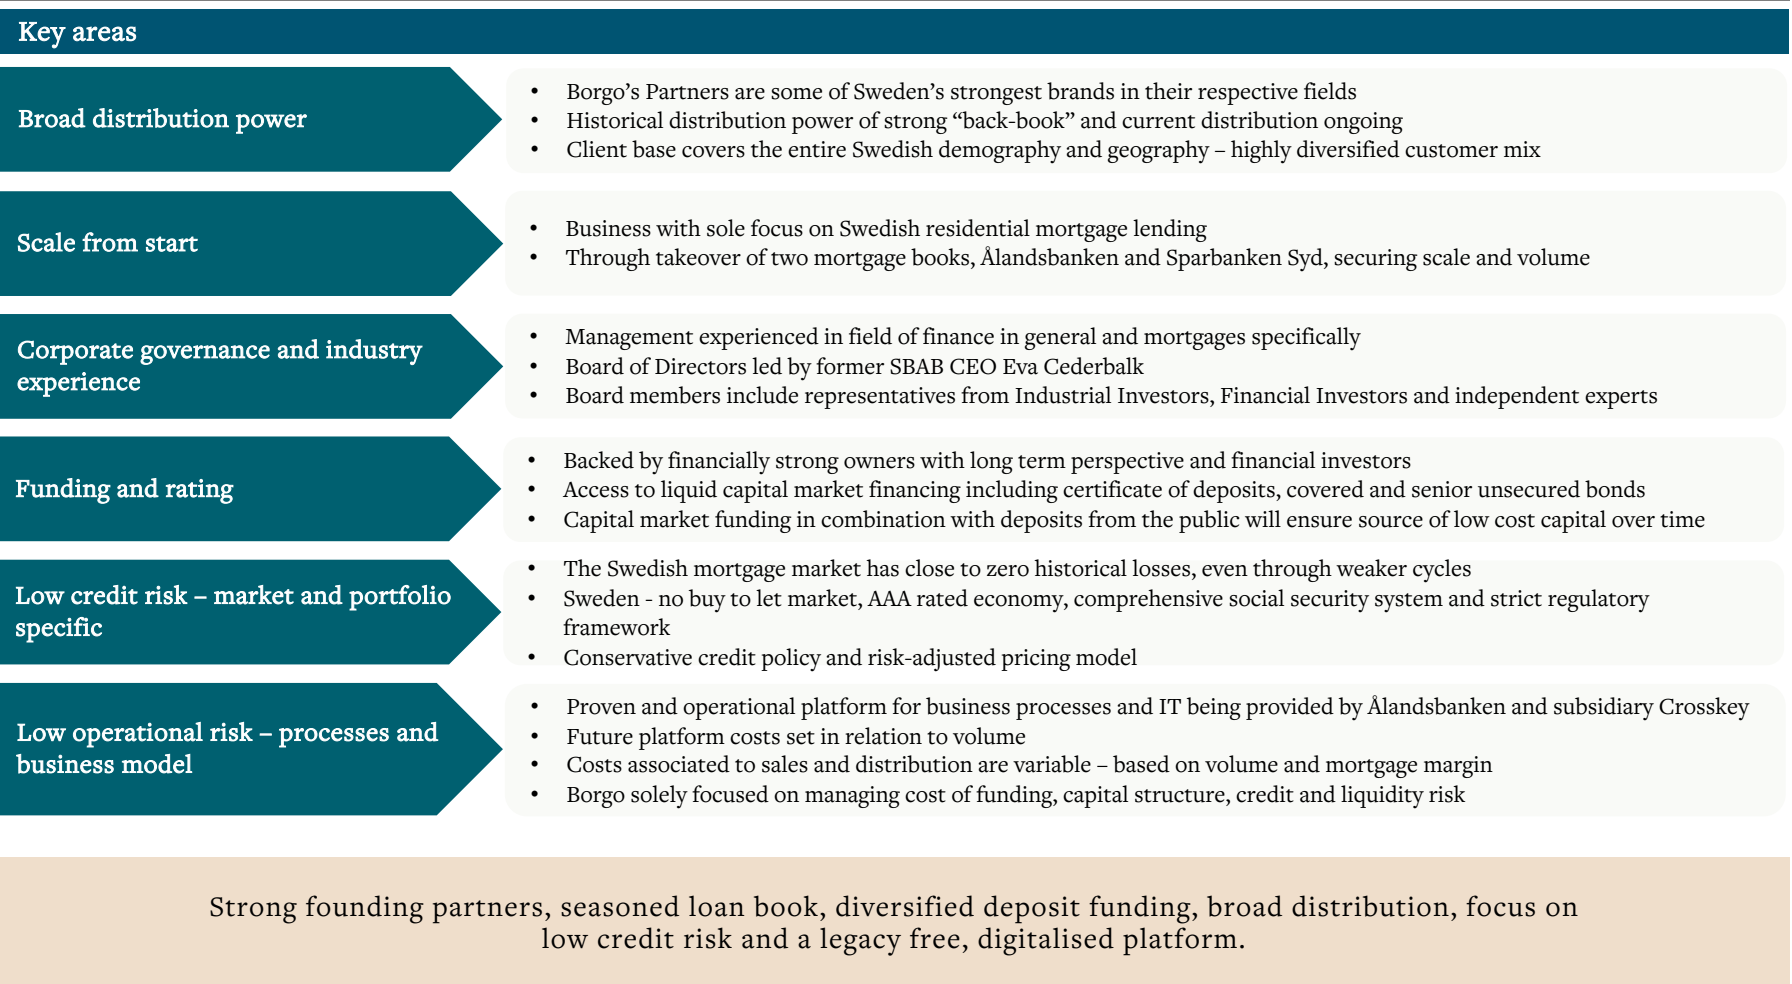 Key areas
Broad distribution power
• Borgo’s Partners are some of Sweden’s strongest brands in their respective fields
• Historical distribution power of strong “back-book” and current distribution ongoing
• Client base covers the entire Swedish demography and geography – highly diversified customer mix
Scale from start
• Business with sole focus on Swedish residential mortgage lending
• Through takeover of two mortgage books, Ålandsbanken and Sparbanken Syd, securing scale and volume
Corporate governance and industry
experience
• Management experienced in field of finance in general and mortgages specifically
• Board of Directors led by former SBAB CEO Eva Cederbalk
• Board members include representatives from Industrial Investors, Financial Investors and independent experts
Funding and rating
• Backed by financially strong owners with long term perspective and financial investors
• Access to liquid capital market financing including certificate of deposits, covered and senior unsecured bonds
• Capital market funding in combination with deposits from the public will ensure source of low cost capital over time
Low credit risk – market and portfolio
specific
• The Swedish mortgage market has close to zero historical losses, even through weaker cycles
• Sweden - no buy to let market, AAA rated economy, comprehensive social security system and strict regulatory
framework
• Conservative credit policy and risk-adjusted pricing model
Low operational risk – processes and
business model
• Proven and operational platform for business processes and IT being provided by Ålandsbanken and subsidiary Crosskey
• Future platform costs set in relation to volume
• Costs associated to sales and distribution are variable – based on volume and mortgage margin
• Borgo solely focused on managing cost of funding, capital structure, credit and liquidity risk
Strong founding partners, seasoned loan book, diversified deposit funding, broad distribution, focus on
low credit risk and a legacy free, digitalised platform.